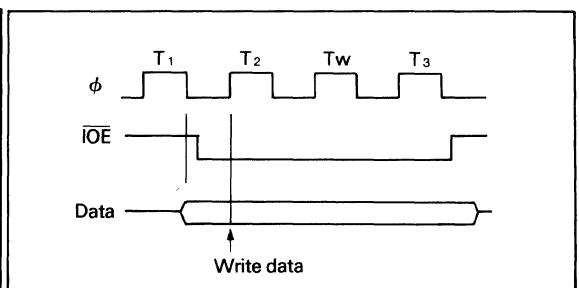 T1 T2 Tw T3
φ
IOE
Data
Write data